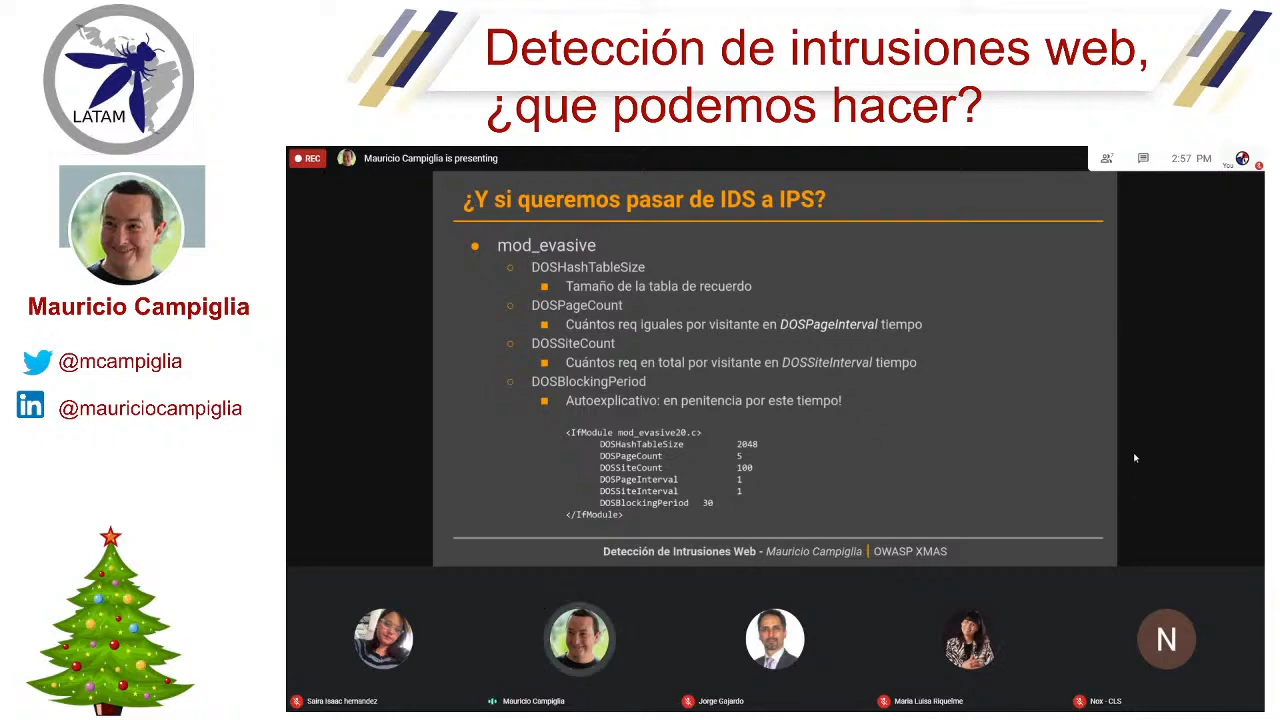 LATAM
Detección de intrusiones web,
¿que podemos hacer?
Mauricio Campiglia
@mcampiglia
in
@mauriciocampiglia
REC
Mauricio Campiglia is presenting
7
2:57 PM
You
¿Y si queremos pasar de IDS a IPS?
mod_evasive
DOSHashTableSize
Tamaño de la tabla de recuerdo
DOSPageCount
Cuántos req iguales por visitante en DOSPageInterval tiempo
DOSSiteCount
Cuántos req en total por visitante en DOSSiteInterval tiempo
DOSBlockingPeriod
Autoexplicativo: en penitencia por este tiempo!
<IfModule mod_evasive20.c>
DOSHashTableSize 2048
DOSPageCount 5
DOSSiteCount 100
DOSPageInterval 1
DOSSiteInterval 1
DOSBlockingPeriod 30
</IfModule>
Detección de Intrusiones Web - Mauricio Campiglia | OWASP XMAS
N
Saira Isaac hernandez
Mauricio Campiglia
Jorge Gajardo
Maria Luisa Riquelme
Nox - CLS